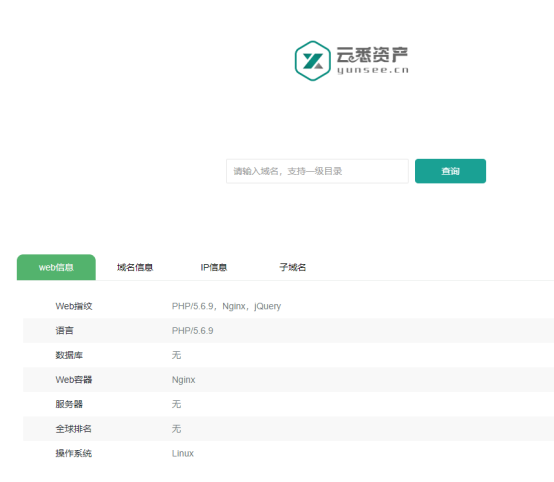 云悉资产
yunsee.cn
请输入域名，支持一级目录 查询
web信息 域名信息 IP信息 子域名
Web指纹 PHP/5.6.9，Nginx，jQuery
语言 PHP/5.6.9
数据库 无
Web容器 Nginx
服务器 无
全球排名 无
操作系统 Linux